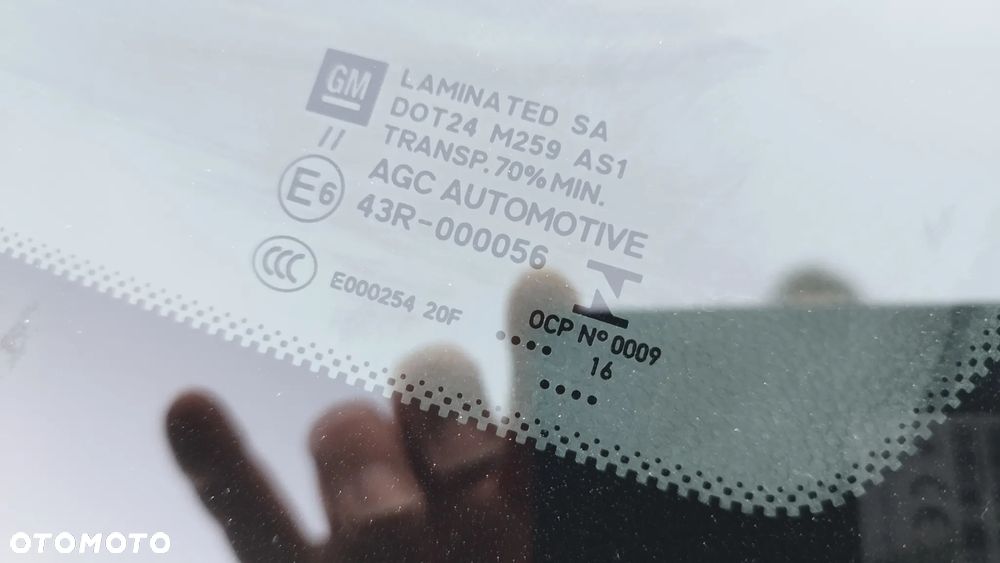 GM
LAMINATED SA
DOT24 M259 AS1
TRANSP. 70% MIN.
//
AGC AUTOMOTIVE
E6
43R-000056
CCC
E000254 20F
N
OCP Nº 0009
16
OTOMOTO